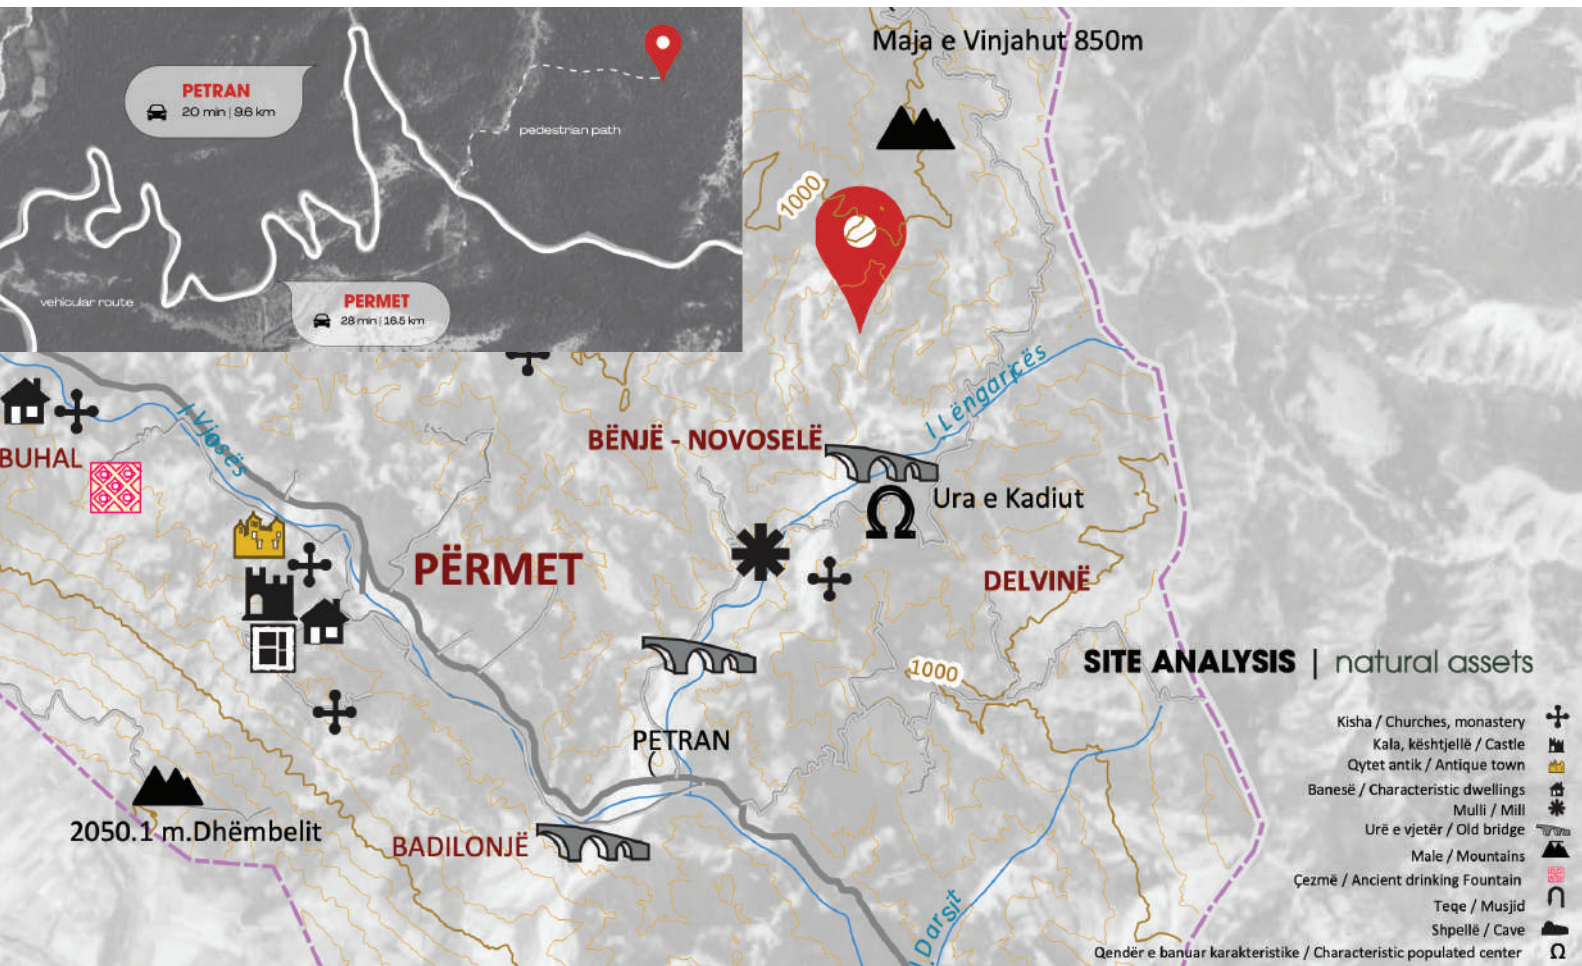 PETRAN
20 min | 9.6 km
pedestrian path
vehicular route
PERMET
28 min | 16.5 km
Maja e Vinjahut 850m
1000
I Lëngariçës
I Vjosës
BUHAL
BËNJË - NOVOSELË
Ura e Kadiut
PËRMET
DELVINË
1000
PETRAN
2050.1 m.Dhëmbelit
BADILONJË
I Darsjt
SITE ANALYSIS | natural assets
Kisha / Churches, monastery
Kala, kështjellë / Castle
Qytet antik / Antique town
Banesë / Characteristic dwellings
Mulli / Mill
Urë e vjetër / Old bridge
Male / Mountains
Çezmë / Ancient drinking Fountain
Teqe / Musjid
Shpellë / Cave
Qendër e banuar karakteristike / Characteristic populated center